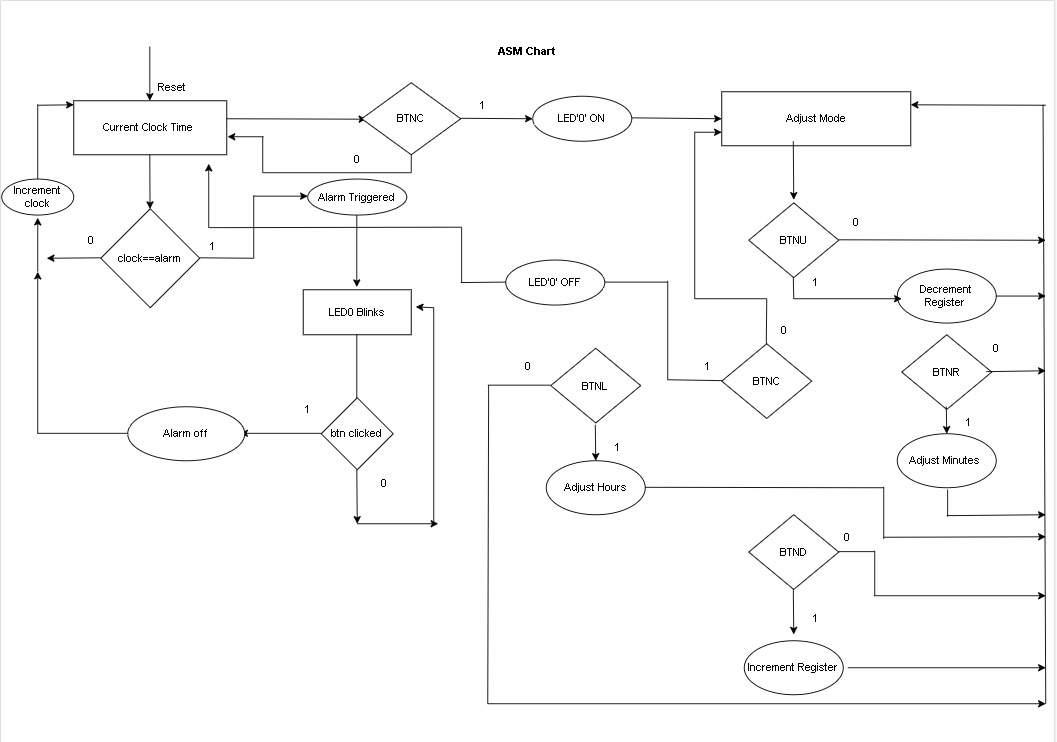 ASM Chart
Reset
Current Clock Time
BTNC
1
LED'0' ON
Adjust Mode
0
Increment
clock
Alarm Triggered
clock==alarm
0
1
BTNU
0
1
LED'0' OFF
Decrement
Register
LED0 Blinks
0
BTNC
1
BTNL
0
1
BTNR
0
1
Alarm off
1
btn clicked
0
Adjust Minutes
Adjust Hours
BTND
0
1
Increment Register